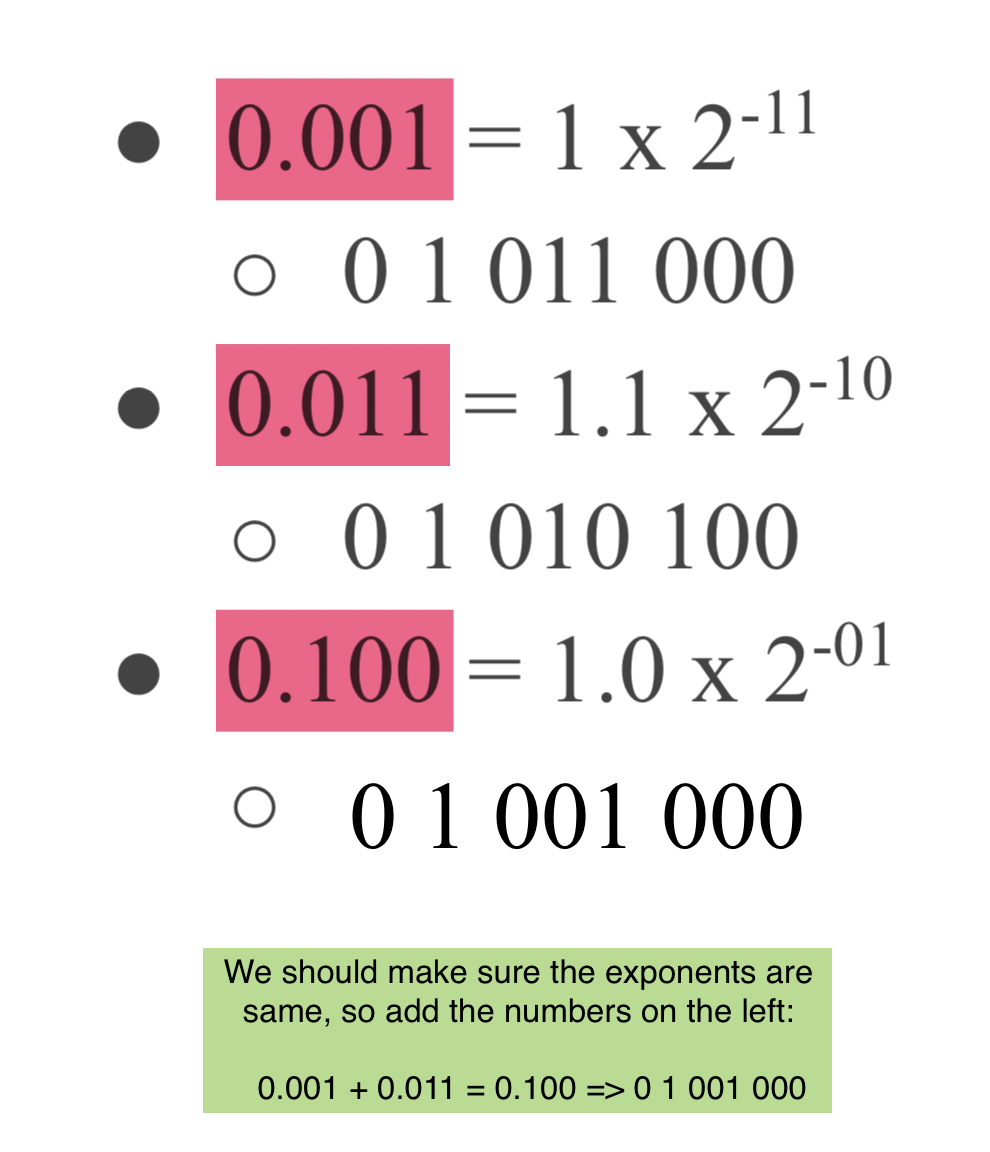 ● 0.001 = 1 x 2⁻¹¹
○ 0 1 011 000
● 0.011 = 1.1 x 2⁻¹⁰
○ 0 1 010 100
● 0.100 = 1.0 x 2⁻⁰¹
○ 0 1 001 000
We should make sure the exponents are
same, so add the numbers on the left:
0.001 + 0.011 = 0.100 => 0 1 001 000